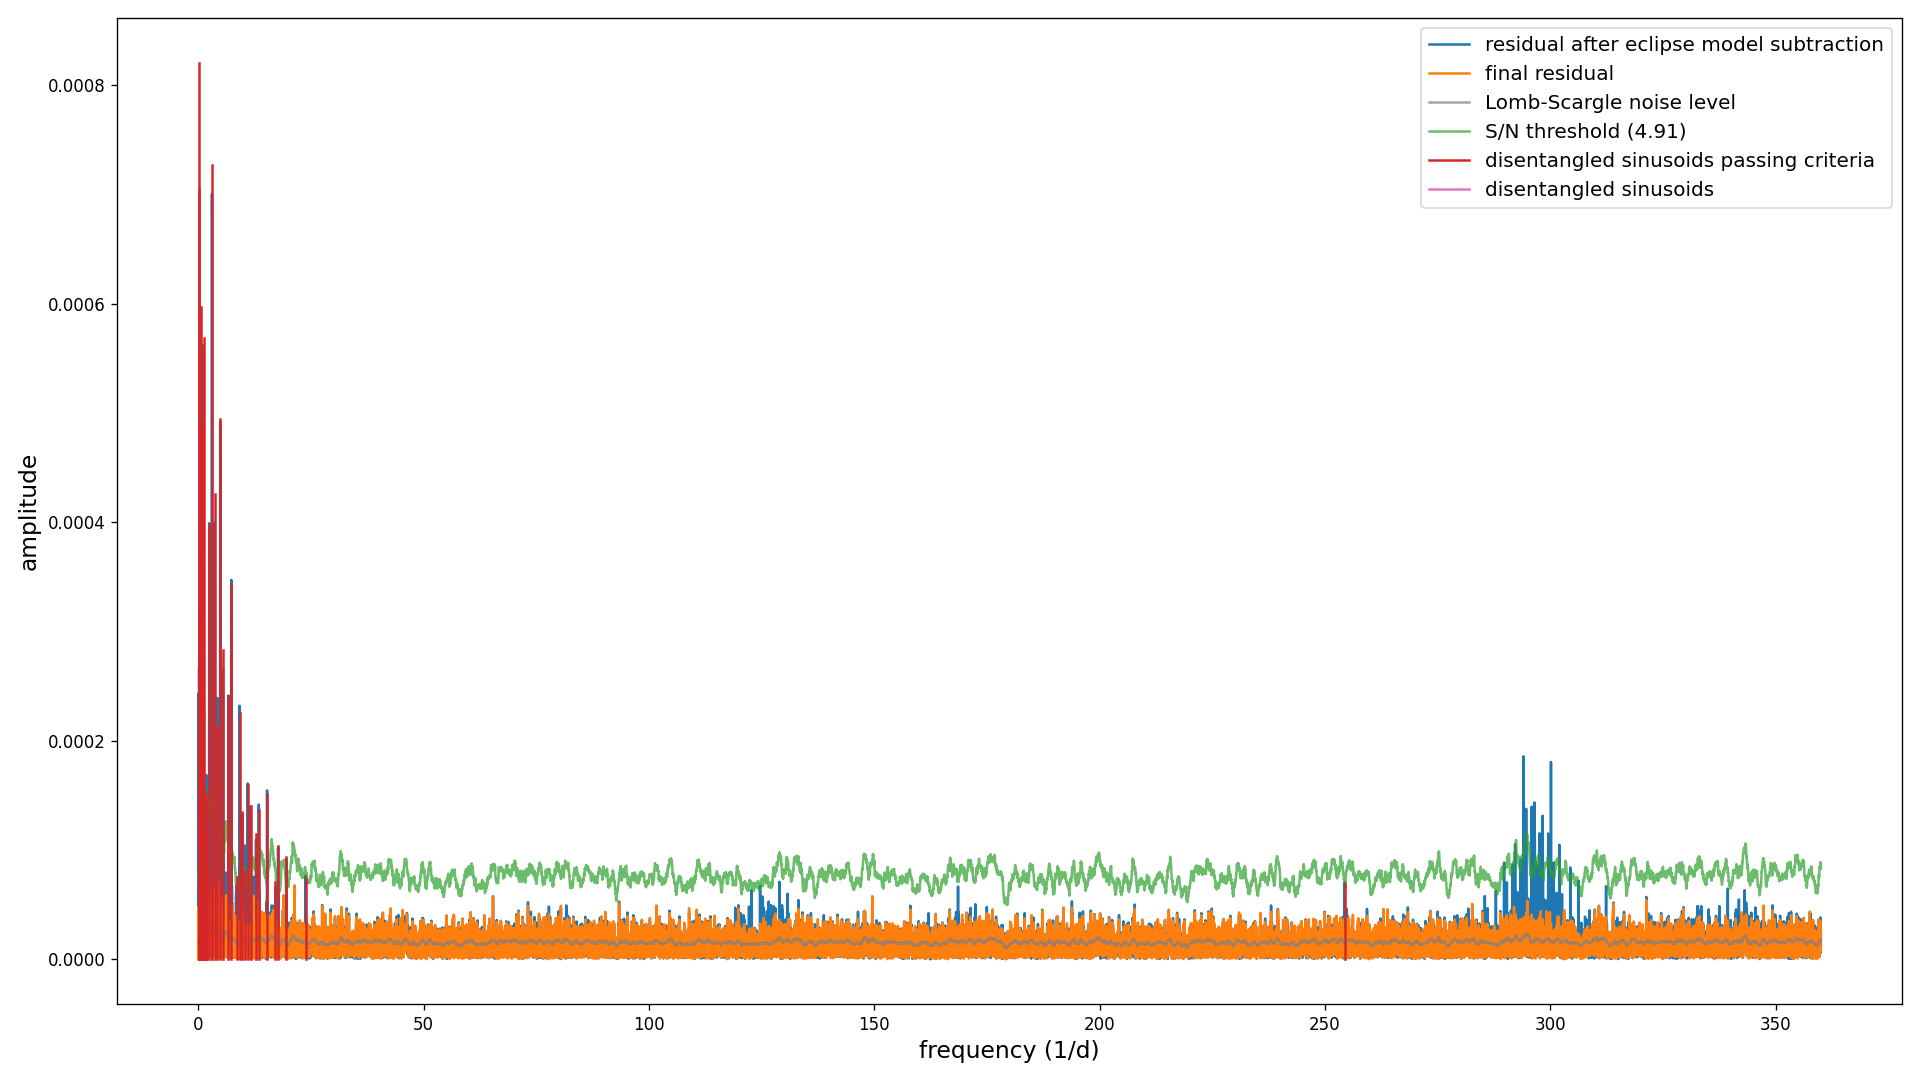 residual after eclipse model subtraction
final residual
Lomb-Scargle noise level
S/N threshold (4.91)
disentangled sinusoids passing criteria
disentangled sinusoids
0.0008
0.0006
0.0004
0.0002
0.0000
amplitude
0 50 100 150 200 250 300 350
frequency (1/d)